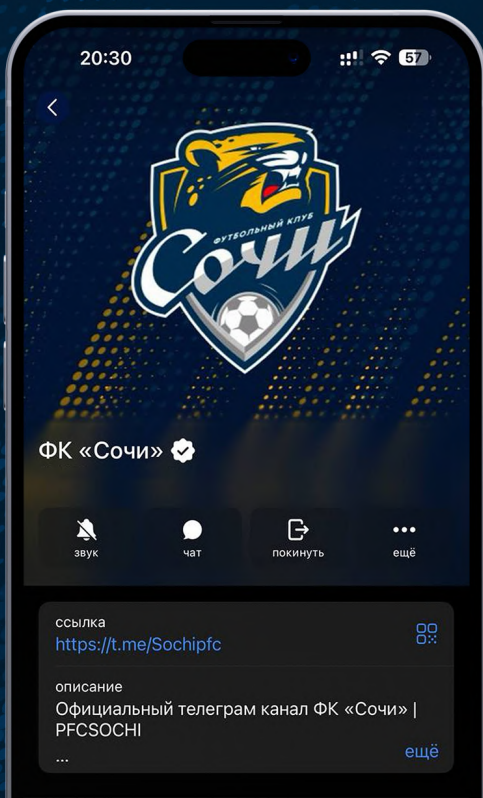 20:30
57
ФУТБОЛЬНЫЙ КЛУБ
Сочи
ФК «Сочи»
звук
чат
покинуть
ещё
ссылка
https://t.me/Sochipfc
описание
Официальный телеграм канал ФК «Сочи» |
PFCSOCHI
...
ещё